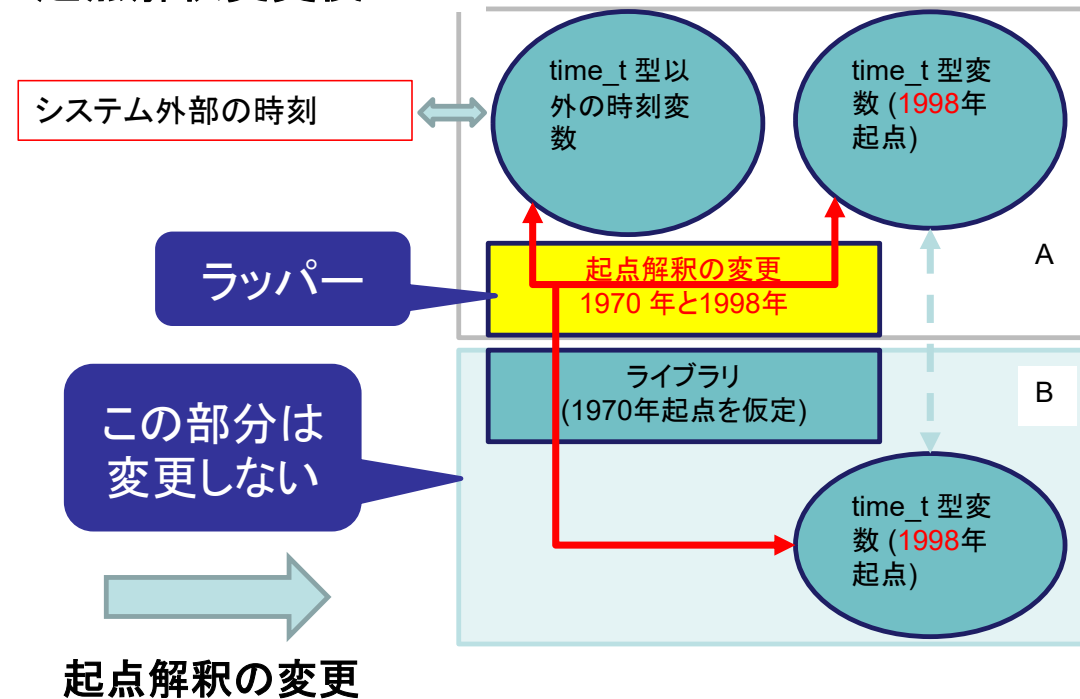 システム外部の時刻
time_t 型以
外の時刻変
数
time_t 型変
数 (1998年
起点)
ラッパー
起点解釈の変更
1970 年と1998年
A
この部分は
変更しない
ライブラリ
(1970年起点を仮定)
B
time_t 型変
数 (1998年
起点)
起点解釈の変更